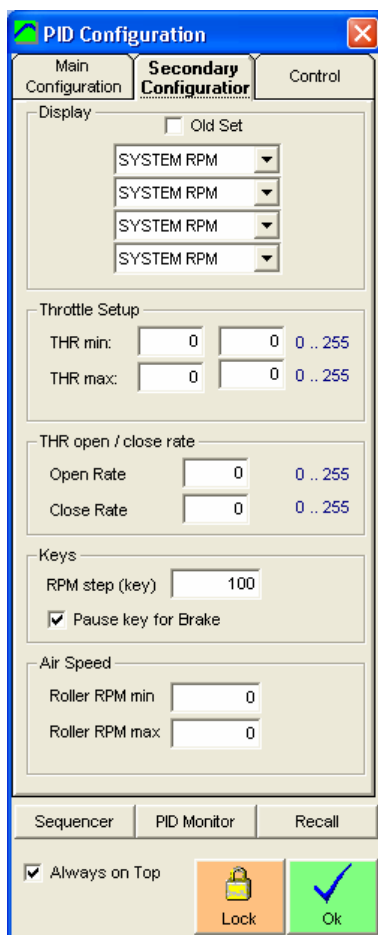 PID Configuration
Main
Configuration
Secondary
Configuratior
Control
Display
Old Set
SYSTEM RPM
SYSTEM RPM
SYSTEM RPM
SYSTEM RPM
Throttle Setup
THR min: 0 0 0 .. 255
THR max: 0 0 0 .. 255
THR open / close rate
Open Rate 0 0 .. 255
Close Rate 0 0 .. 255
Keys
RPM step (key) 100
Pause key for Brake
Air Speed
Roller RPM min 0
Roller RPM max 0
Sequencer PID Monitor Recall
Always on Top
Lock Ok